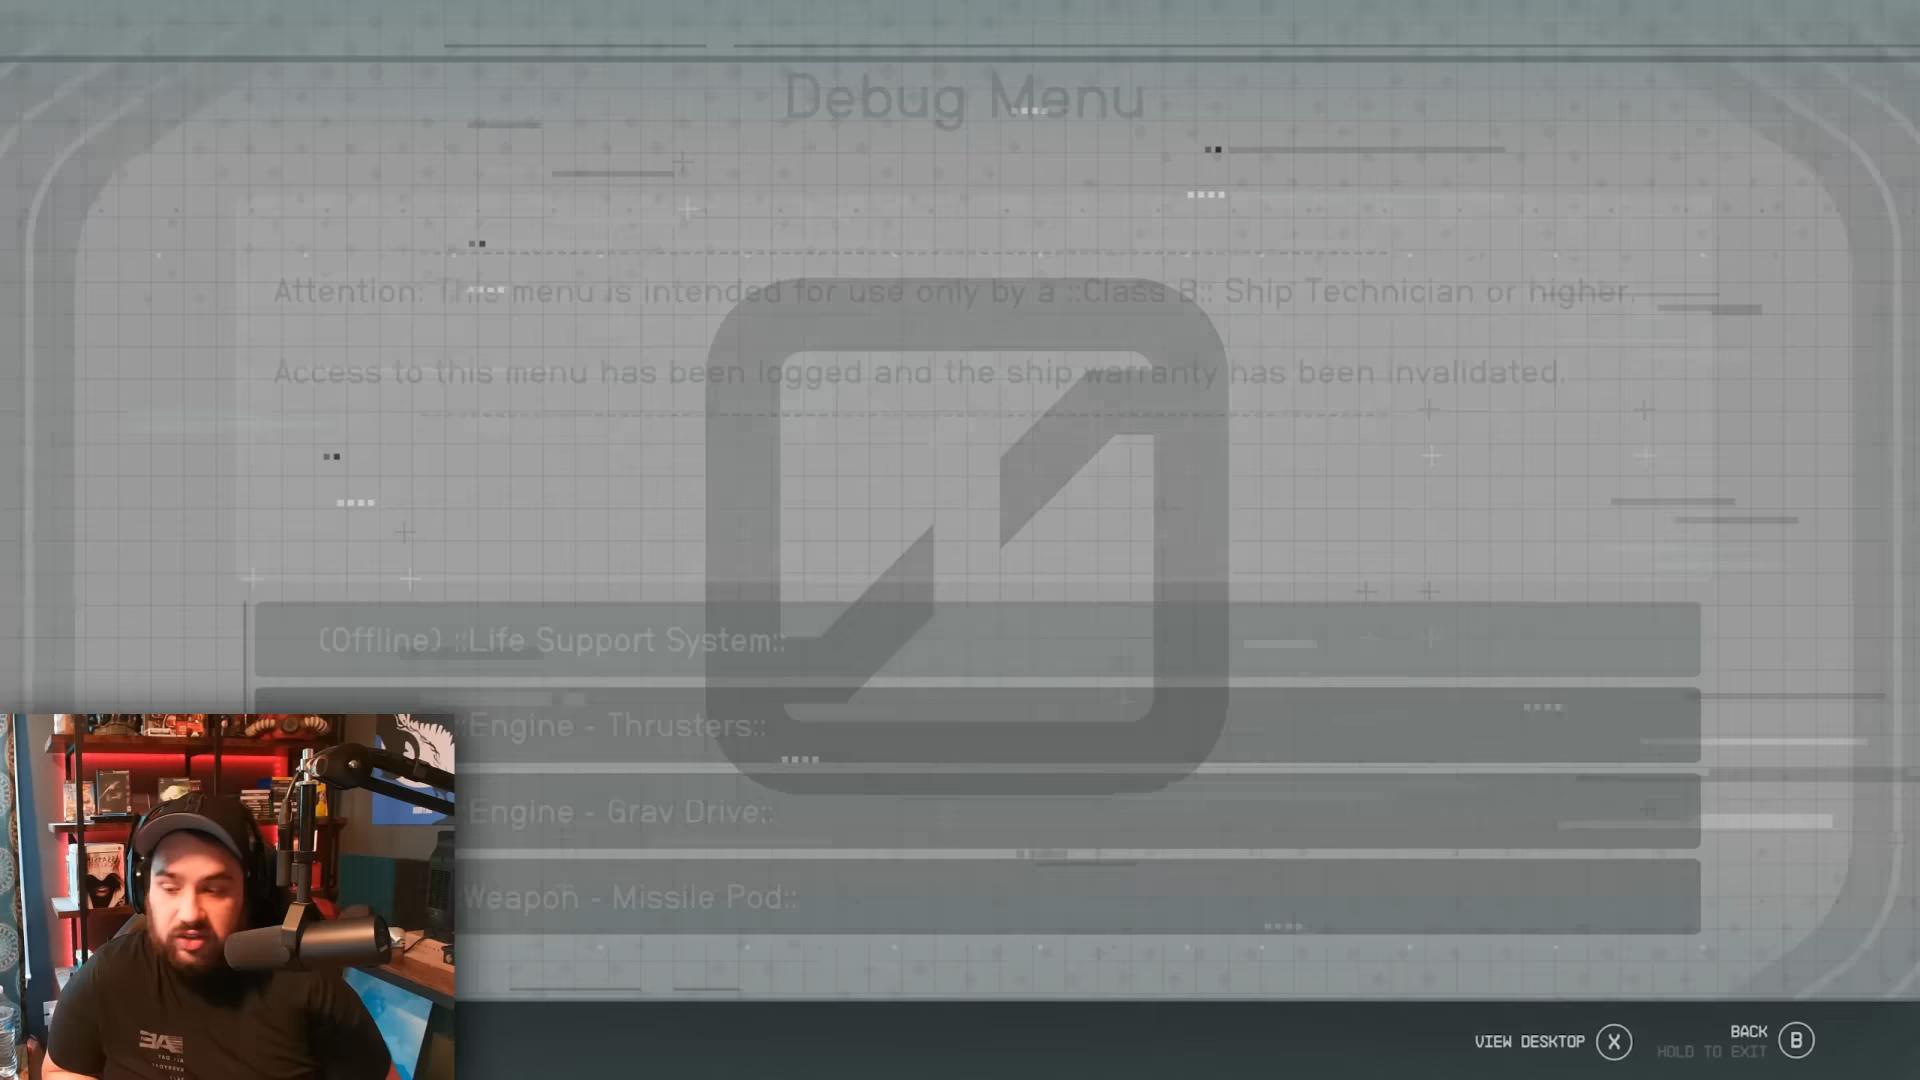 Debug Menu
Attention: This menu is intended for use only by a ::Class B:: Ship Technician or higher.
Access to this menu has been logged and the ship warranty has been invalidated.
(Offline) ::Life Support System::
::Engine - Thrusters::
::Engine - Grav Drive::
:Weapon - Missile Pod::
VIEW DESKTOP X
BACK B
HOLD TO EXIT